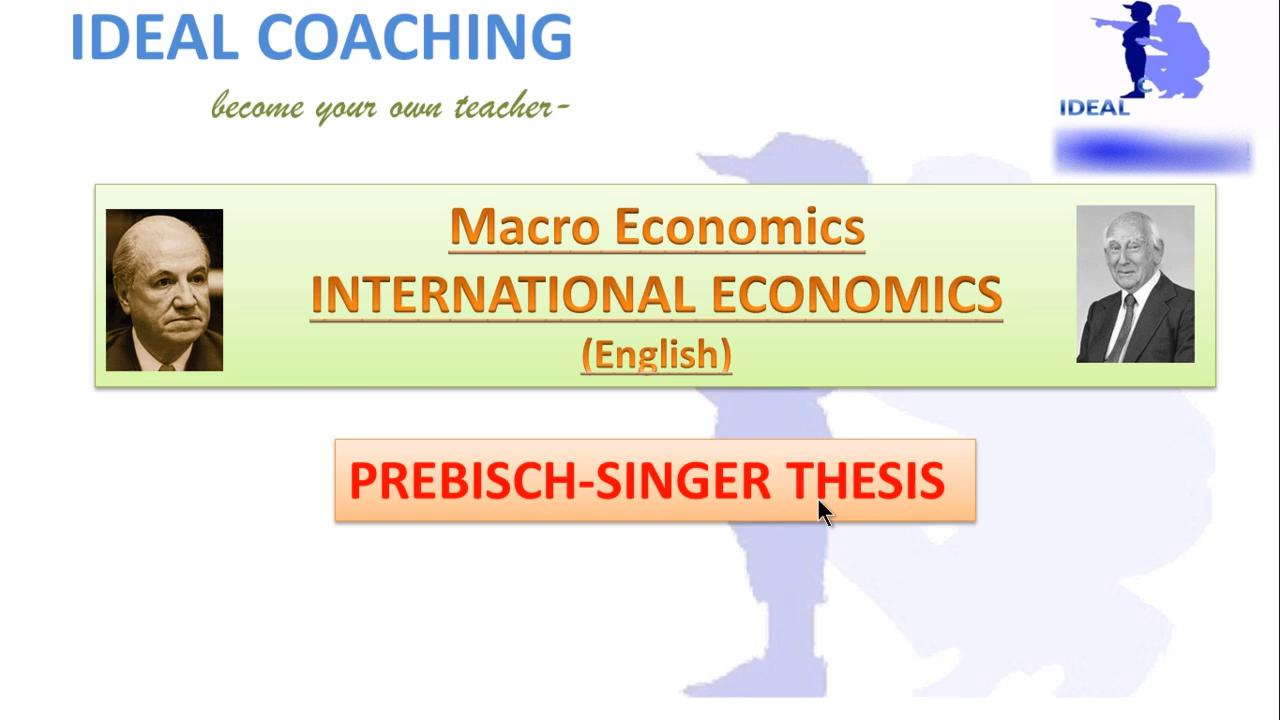 IDEAL COACHING
become your own teacher-
C
IDEAL
Macro Economics
INTERNATIONAL ECONOMICS
(English)
PREBISCH-SINGER THESIS